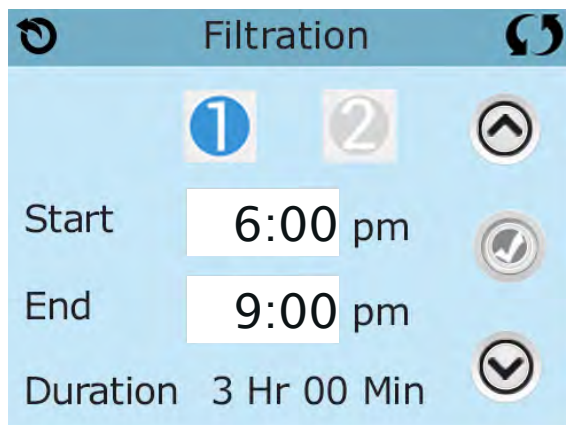 Filtration
1 2
Start 6:00 pm
End 9:00 pm
Duration 3 Hr 00 Min